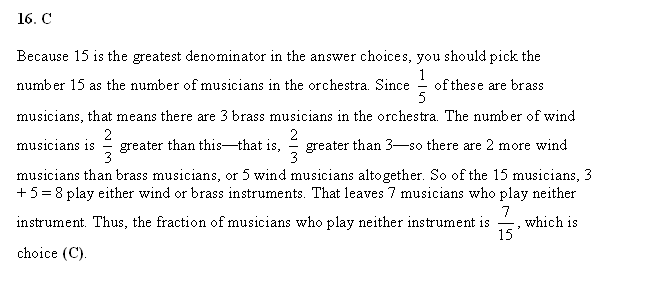 16. C
Because 15 is the greatest denominator in the answer choices, you should pick the
number 15 as the number of musicians in the orchestra. Since 1/5 of these are brass
musicians, that means there are 3 brass musicians in the orchestra. The number of wind
musicians is 2/3 greater than this—that is, 2/3 greater than 3—so there are 2 more wind
musicians than brass musicians, or 5 wind musicians altogether. So of the 15 musicians, 3
+ 5 = 8 play either wind or brass instruments. That leaves 7 musicians who play neither
instrument. Thus, the fraction of musicians who play neither instrument is 7/15, which is
choice (C).